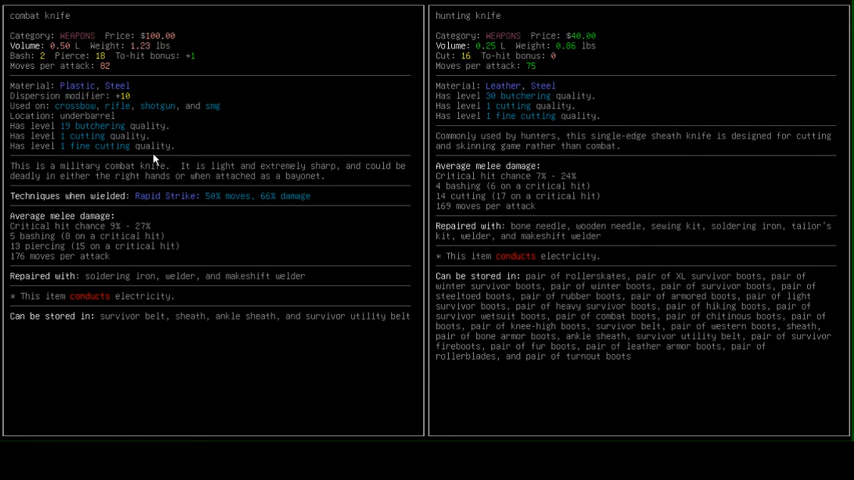 combat knife
Category: WEAPONS  Price: $100.00
Volume: 0.50 L  Weight: 1.23 lbs
Bash: 2  Pierce: 18  To-hit bonus: +1
Moves per attack: 82
Material: Plastic, Steel
Dispersion modifier: +10
Used on: crossbow, rifle, shotgun, and smg
Location: underbarrel
Has level 19 butchering quality.
Has level 1 cutting quality.
Has level 1 fine cutting quality.
This is a military combat knife.  It is light and extremely sharp, and could be
deadly in either the right hands or when attached as a bayonet.
Techniques when wielded: Rapid Strike: 50% moves, 66% damage
Average melee damage:
Critical hit chance 9% - 27%
5 bashing (8 on a critical hit)
13 piercing (15 on a critical hit)
176 moves per attack
Repaired with: soldering iron, welder, and makeshift welder
* This item conducts electricity.
Can be stored in: survivor belt, sheath, ankle sheath, and survivor utility belt
hunting knife
Category: WEAPONS  Price: $40.00
Volume: 0.25 L  Weight: 0.86 lbs
Cut: 16  To-hit bonus: 0
Moves per attack: 75
Material: Leather, Steel
Has level 30 butchering quality.
Has level 1 cutting quality.
Has level 1 fine cutting quality.
Commonly used by hunters, this single-edge sheath knife is designed for cutting
and skinning game rather than combat.
Average melee damage:
Critical hit chance 7% - 24%
4 bashing (6 on a critical hit)
14 cutting (17 on a critical hit)
169 moves per attack
Repaired with: bone needle, wooden needle, sewing kit, soldering iron, tailor's
kit, welder, and makeshift welder
* This item conducts electricity.
Can be stored in: pair of rollerskates, pair of XL survivor boots, pair of
winter survivor boots, pair of winter boots, pair of survivor boots, pair of
steeltoed boots, pair of rubber boots, pair of armored boots, pair of light
survivor boots, pair of heavy survivor boots, pair of hiking boots, pair of
survivor wetsuit boots, pair of combat boots, pair of chitinous boots, pair of
boots, pair of knee-high boots, survivor belt, pair of western boots, sheath,
pair of bone armor boots, ankle sheath, survivor utility belt, pair of survivor
fireboots, pair of fur boots, pair of leather armor boots, pair of
rollerblades, and pair of turnout boots